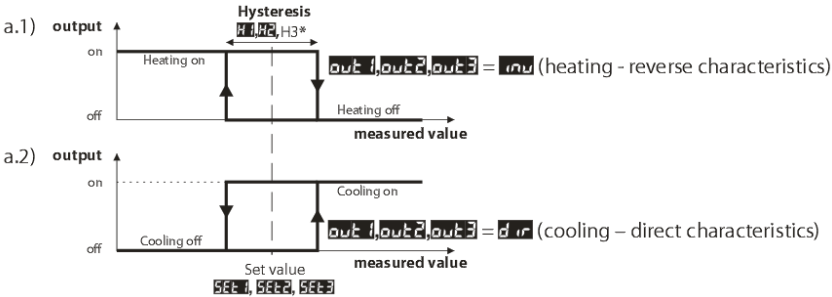 Hysteresis
a.1) output H1,H2,H3*
on Heating on out1,out2,out3 = inv (heating - reverse characteristics)
off Heating off
measured value
a.2) output
on Cooling on
out1,out2,out3 = dir (cooling – direct characteristics)
off Cooling off
measured value
Set value
SEt1, SEt2, SEt3